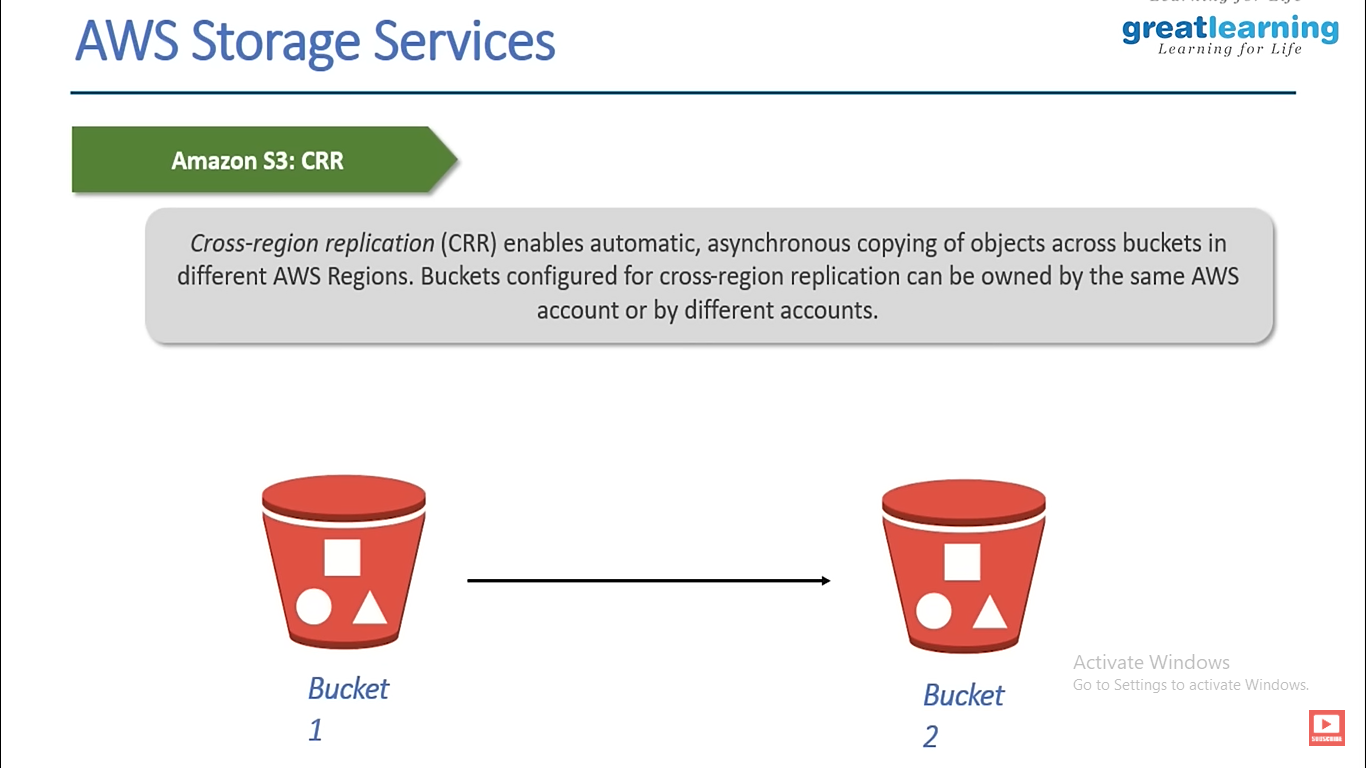 Learning for Life
AWS Storage Services
greatlearning
Learning for Life
Amazon S3: CRR
Cross-region replication (CRR) enables automatic, asynchronous copying of objects across buckets in
different AWS Regions. Buckets configured for cross-region replication can be owned by the same AWS
account or by different accounts.
Bucket
1
Bucket
2
Activate Windows
Go to Settings to activate Windows.
SUBSCRIBE